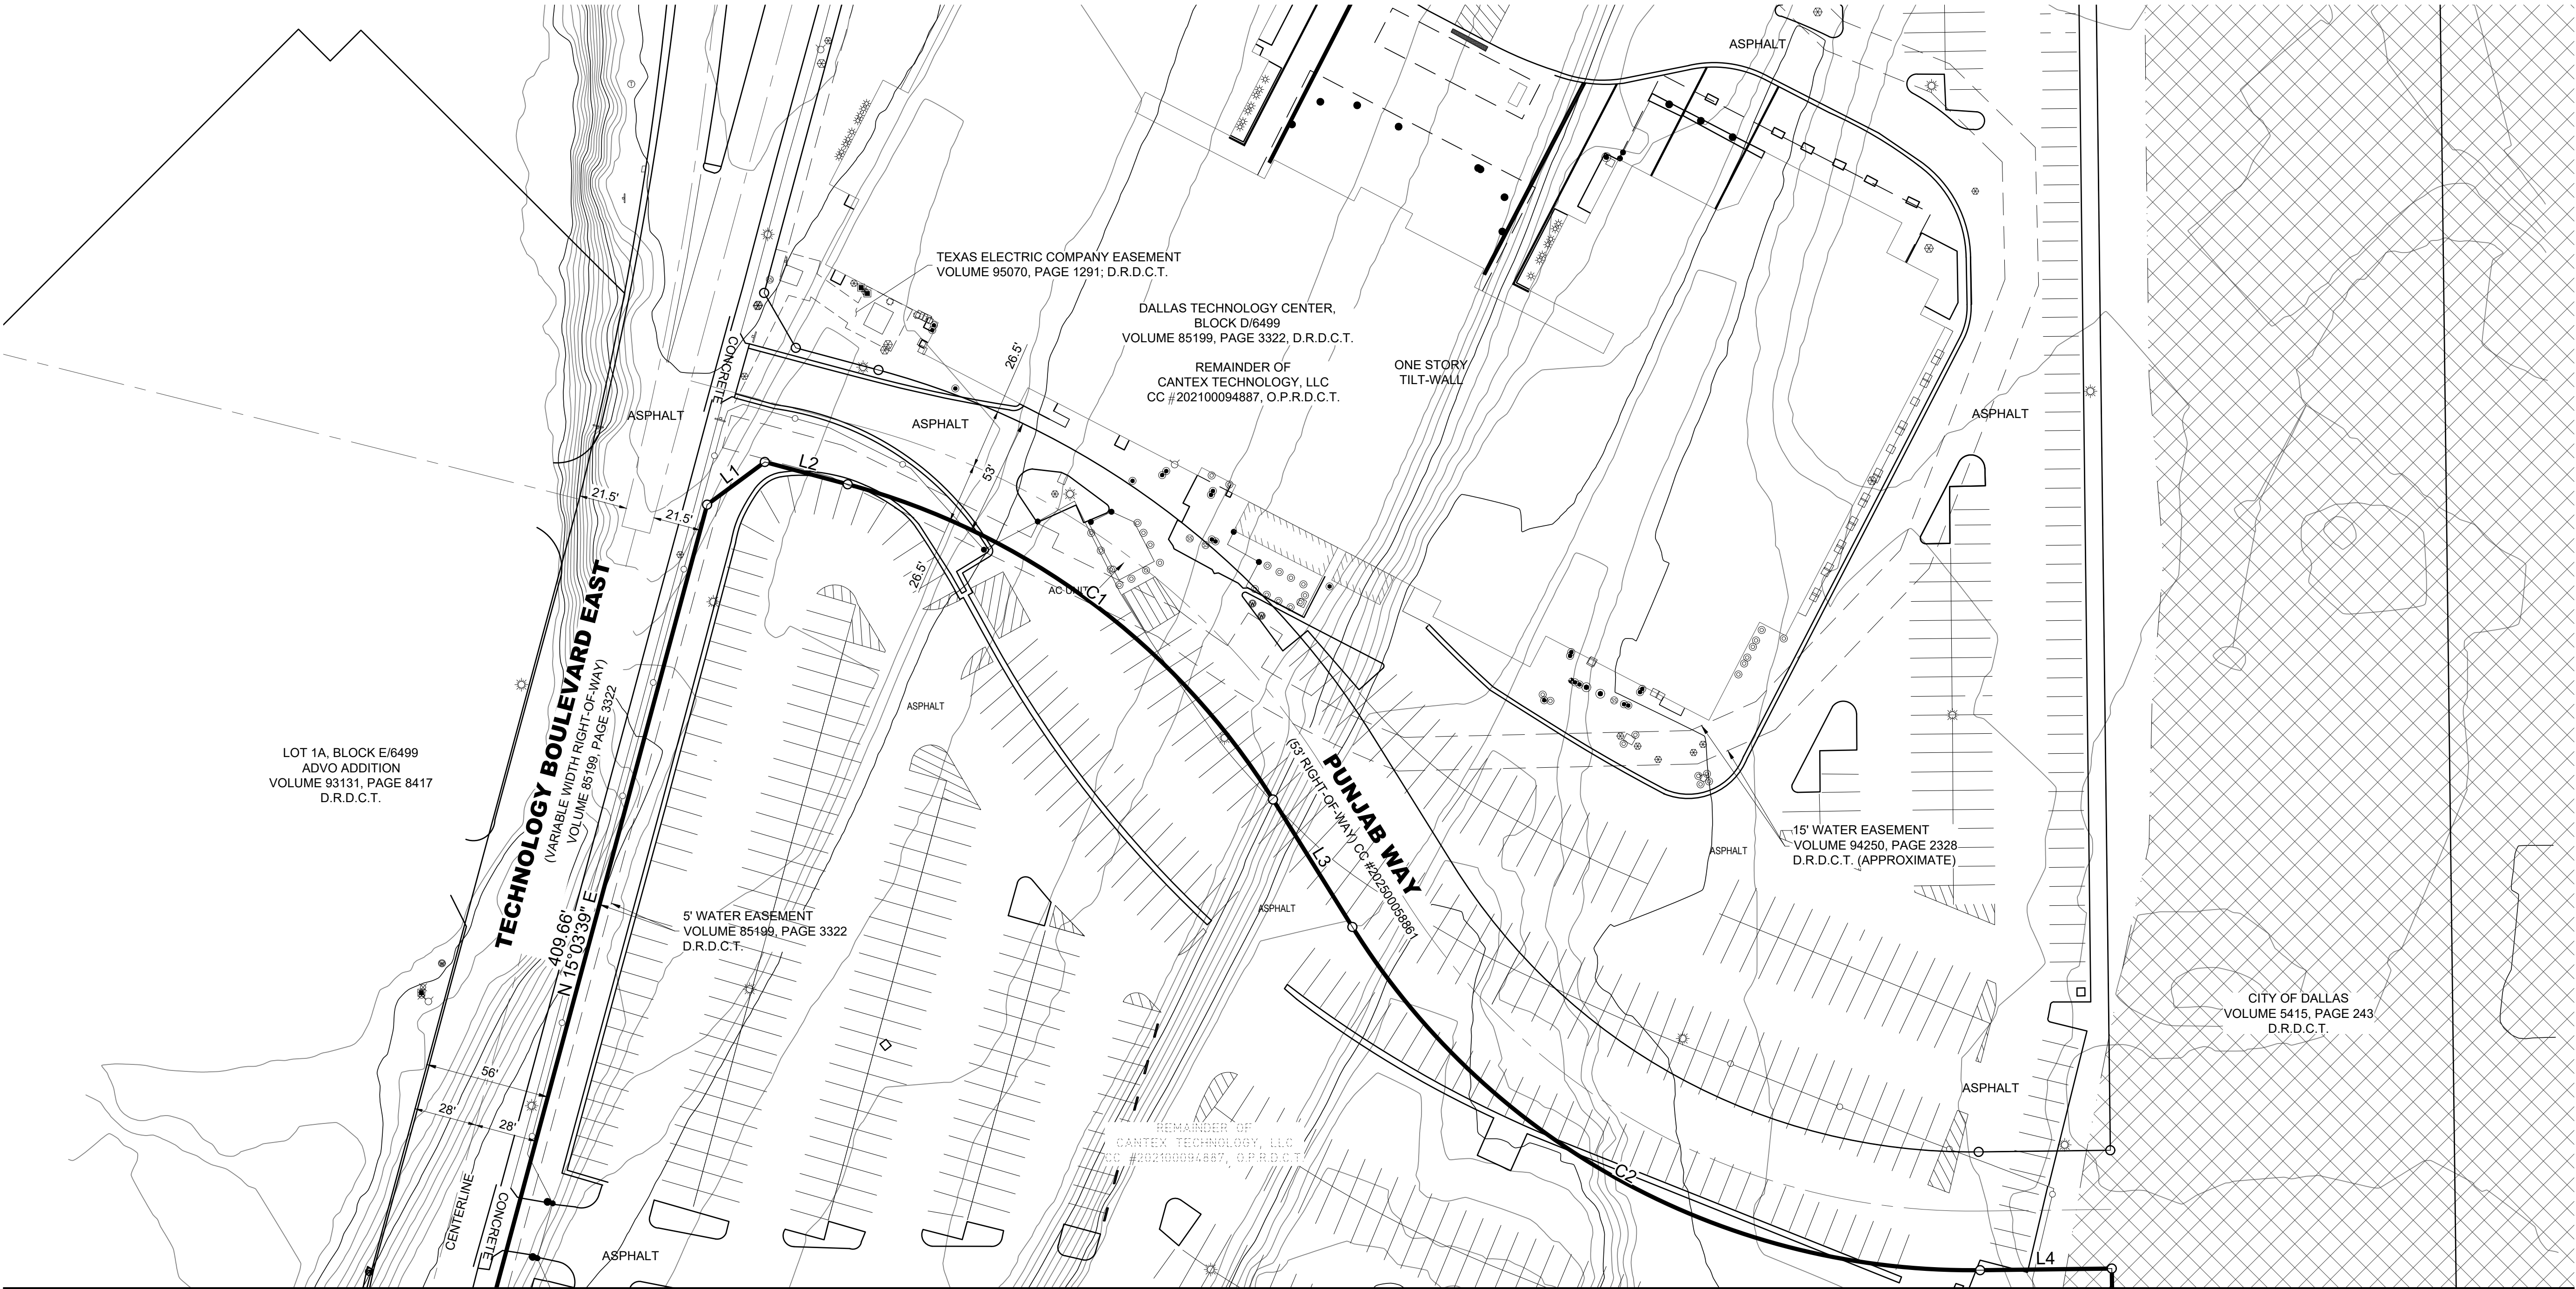 ASPHALT
TEXAS ELECTRIC COMPANY EASEMENT
VOLUME 95070, PAGE 1291; D.R.D.C.T.
DALLAS TECHNOLOGY CENTER,
BLOCK D/6499
VOLUME 85199, PAGE 3322, D.R.D.C.T.
REMAINDER OF
CANTEX TECHNOLOGY, LLC
CC #202100094887, O.P.R.D.C.T.
ONE STORY
TILT-WALL
CONCRETE
26.5'
ASPHALT
ASPHALT
ASPHALT
L1
L2
53'
21.5'
21.5'
26.5'
AC UNIT
C1
TECHNOLOGY BOULEVARD EAST
(VARIABLE WIDTH RIGHT-OF-WAY)
VOLUME 85199, PAGE 3322
ASPHALT
LOT 1A, BLOCK E/6499
ADVO ADDITION
VOLUME 93131, PAGE 8417
D.R.D.C.T.
PUNJAB WAY
(53' RIGHT-OF-WAY) CC #202500058861
L3
15' WATER EASEMENT
VOLUME 94250, PAGE 2328
D.R.D.C.T. (APPROXIMATE)
ASPHALT
ASPHALT
5' WATER EASEMENT
VOLUME 85199, PAGE 3322
D.R.D.C.T.
409.66'
N 15°03'39" E
CITY OF DALLAS
VOLUME 5415, PAGE 243
D.R.D.C.T.
56'
28'
28'
ASPHALT
REMAINDER OF
CANTEX TECHNOLOGY, LLC
CC #202100094887, O.P.R.D.C.T.
C2
CENTERLINE
CONCRETE
ASPHALT
L4